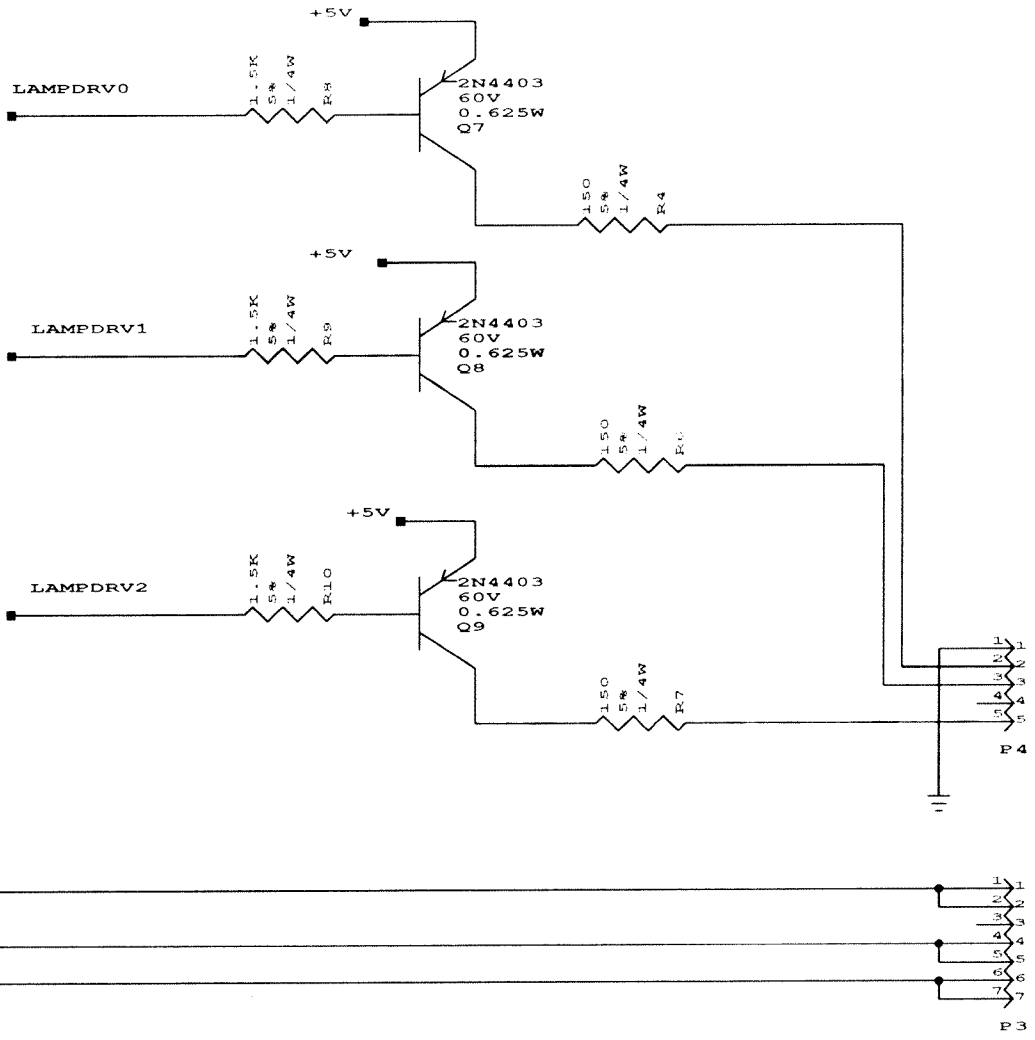 +5V
LAMPDRV0
1.5K
5%
1/4W
R8
2N4403
60V
0.625W
Q7
150
5%
1/4W
R4
+5V
LAMPDRV1
1.5K
5%
1/4W
R9
2N4403
60V
0.625W
Q8
150
5%
1/4W
+5V
LAMPDRV2
1.5K
5%
1/4W
R10
2N4403
60V
0.625W
Q9
150
5%
1/4W
R7
1 1
2 2
3 3
4 4
5 5
P4
1 1
2 2
3 3
4 4
5 5
6 6
7 7
P3